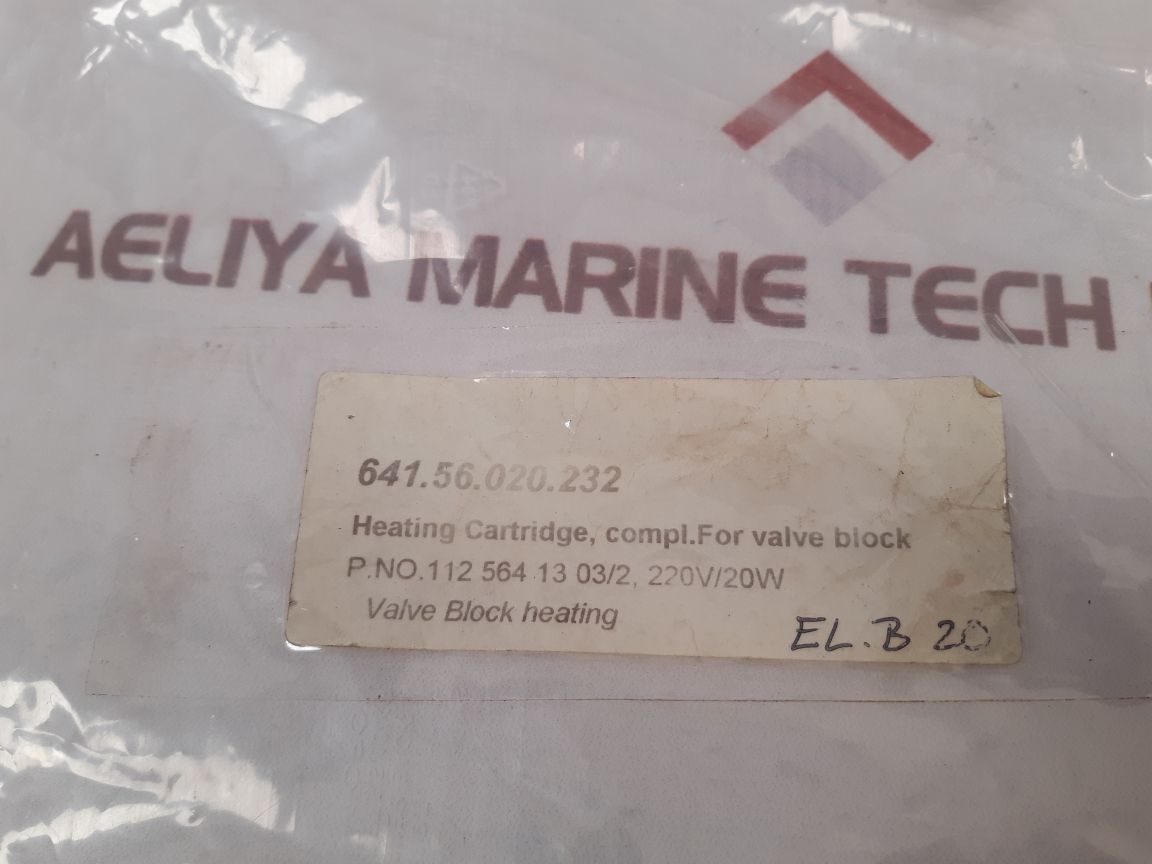 AELIYA MARINE TECH
641.56.020.232
Heating Cartridge, compl.For valve block
P.NO.112 564 13 03/2, 220V/20W
Valve Block heating
EL.B 20